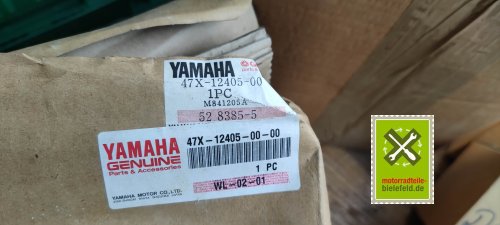 YAMAHA
47X-12405-00
1PC
M841205A
52 8385-5
YAMAHA
GENUINE
Parts & Accessories
YAMAHA MOTOR CO., LTD.
47X-12405-00-00
1 PC
WL-02-01
motorradteile-
bielefeld.de